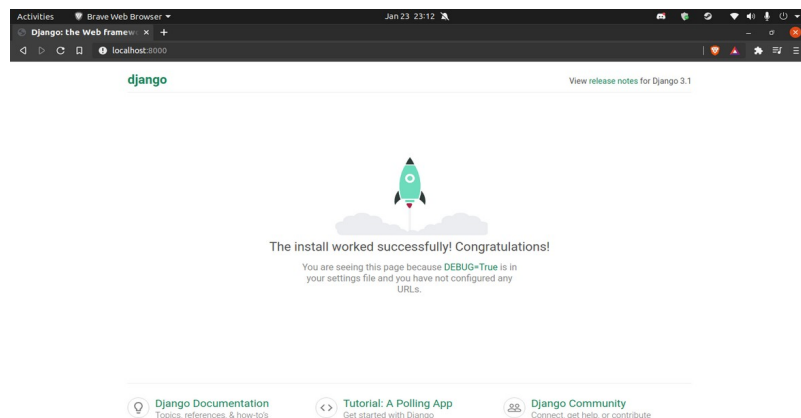 Activities Brave Web Browser Jan 23 23:12
Django: the Web framew
localhost:8000
django
View release notes for Django 3.1
The install worked successfully! Congratulations!
You are seeing this page because DEBUG=True is in
your settings file and you have not configured any
URLs.
Django Documentation
Topics, references, & how-to's
Tutorial: A Polling App
Get started with Django
Django Community
Connect, get help, or contribute